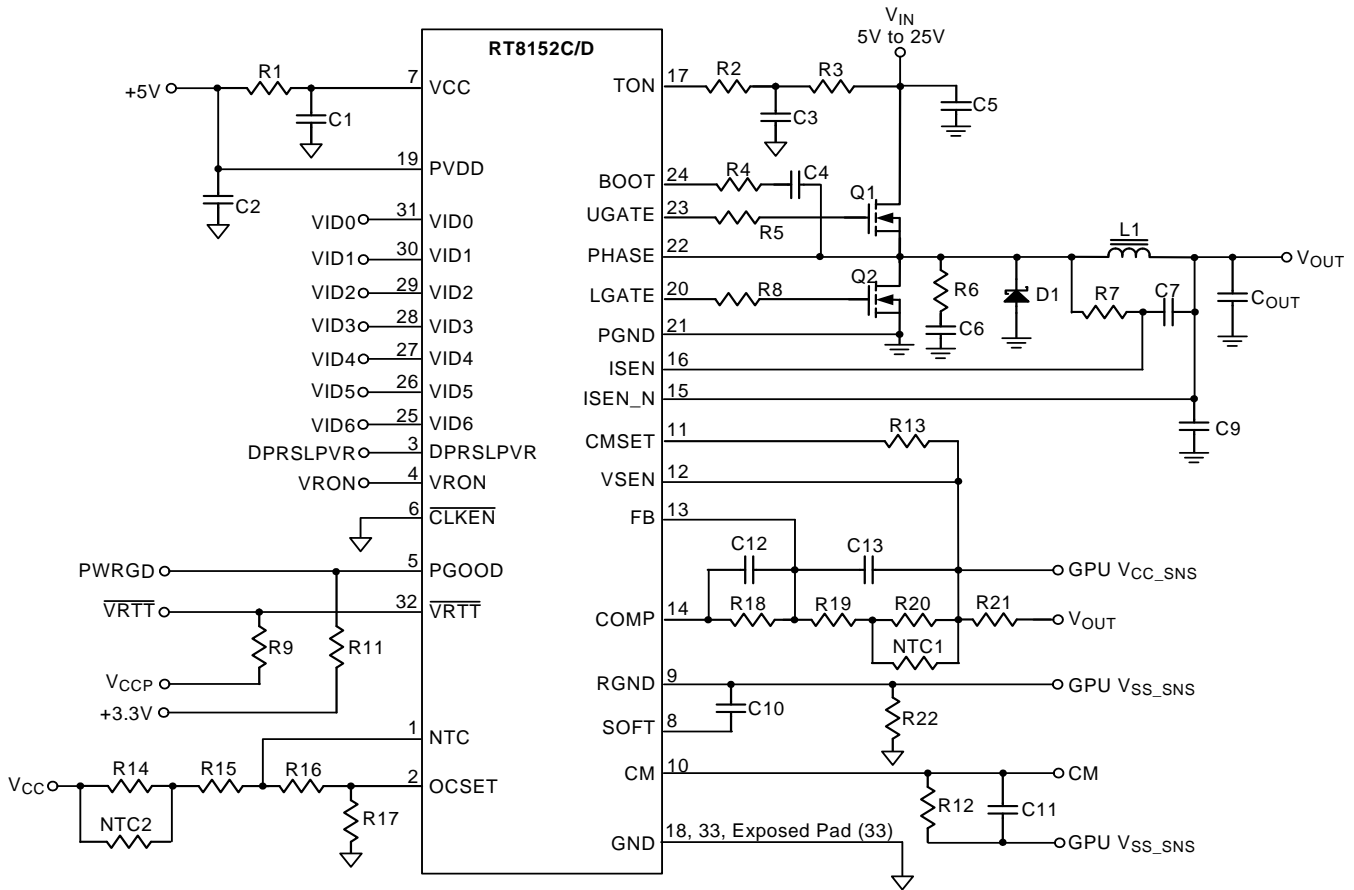 RT8152C/D
V_IN
5V to 25V
+5V
R1
7
VCC
C1
19
PVDD
C2
VID0
31
VID0
VID1
30
VID1
VID2
29
VID2
VID3
28
VID3
VID4
27
VID4
VID5
26
VID5
VID6
25
VID6
DPRSLPVR
3
DPRSLPVR
VRON
4
VRON
6
CLKEN
PWRGD
5
PGOOD
VRTT
32
VRTT
R9
R11
V_CCP
+3.3V
1
NTC
V_CC
R14
R15
R16
2
OCSET
NTC2
R17
TON
17
R2
R3
C3
C5
BOOT
24
R4
C4
UGATE
23
R5
Q1
PHASE
22
L1
V_OUT
LGATE
20
R8
Q2
R6
C6
D1
R7
C7
C_OUT
PGND
21
ISEN
16
ISEN_N
15
C9
CMSET
11
R13
VSEN
12
FB
13
C12
C13
GPU V_CC_SNS
COMP
14
R18
R19
R20
R21
V_OUT
NTC1
RGND
9
GPU V_SS_SNS
C10
R22
SOFT
8
CM
10
CM
R12
C11
GND
18, 33, Exposed Pad (33)
GPU V_SS_SNS